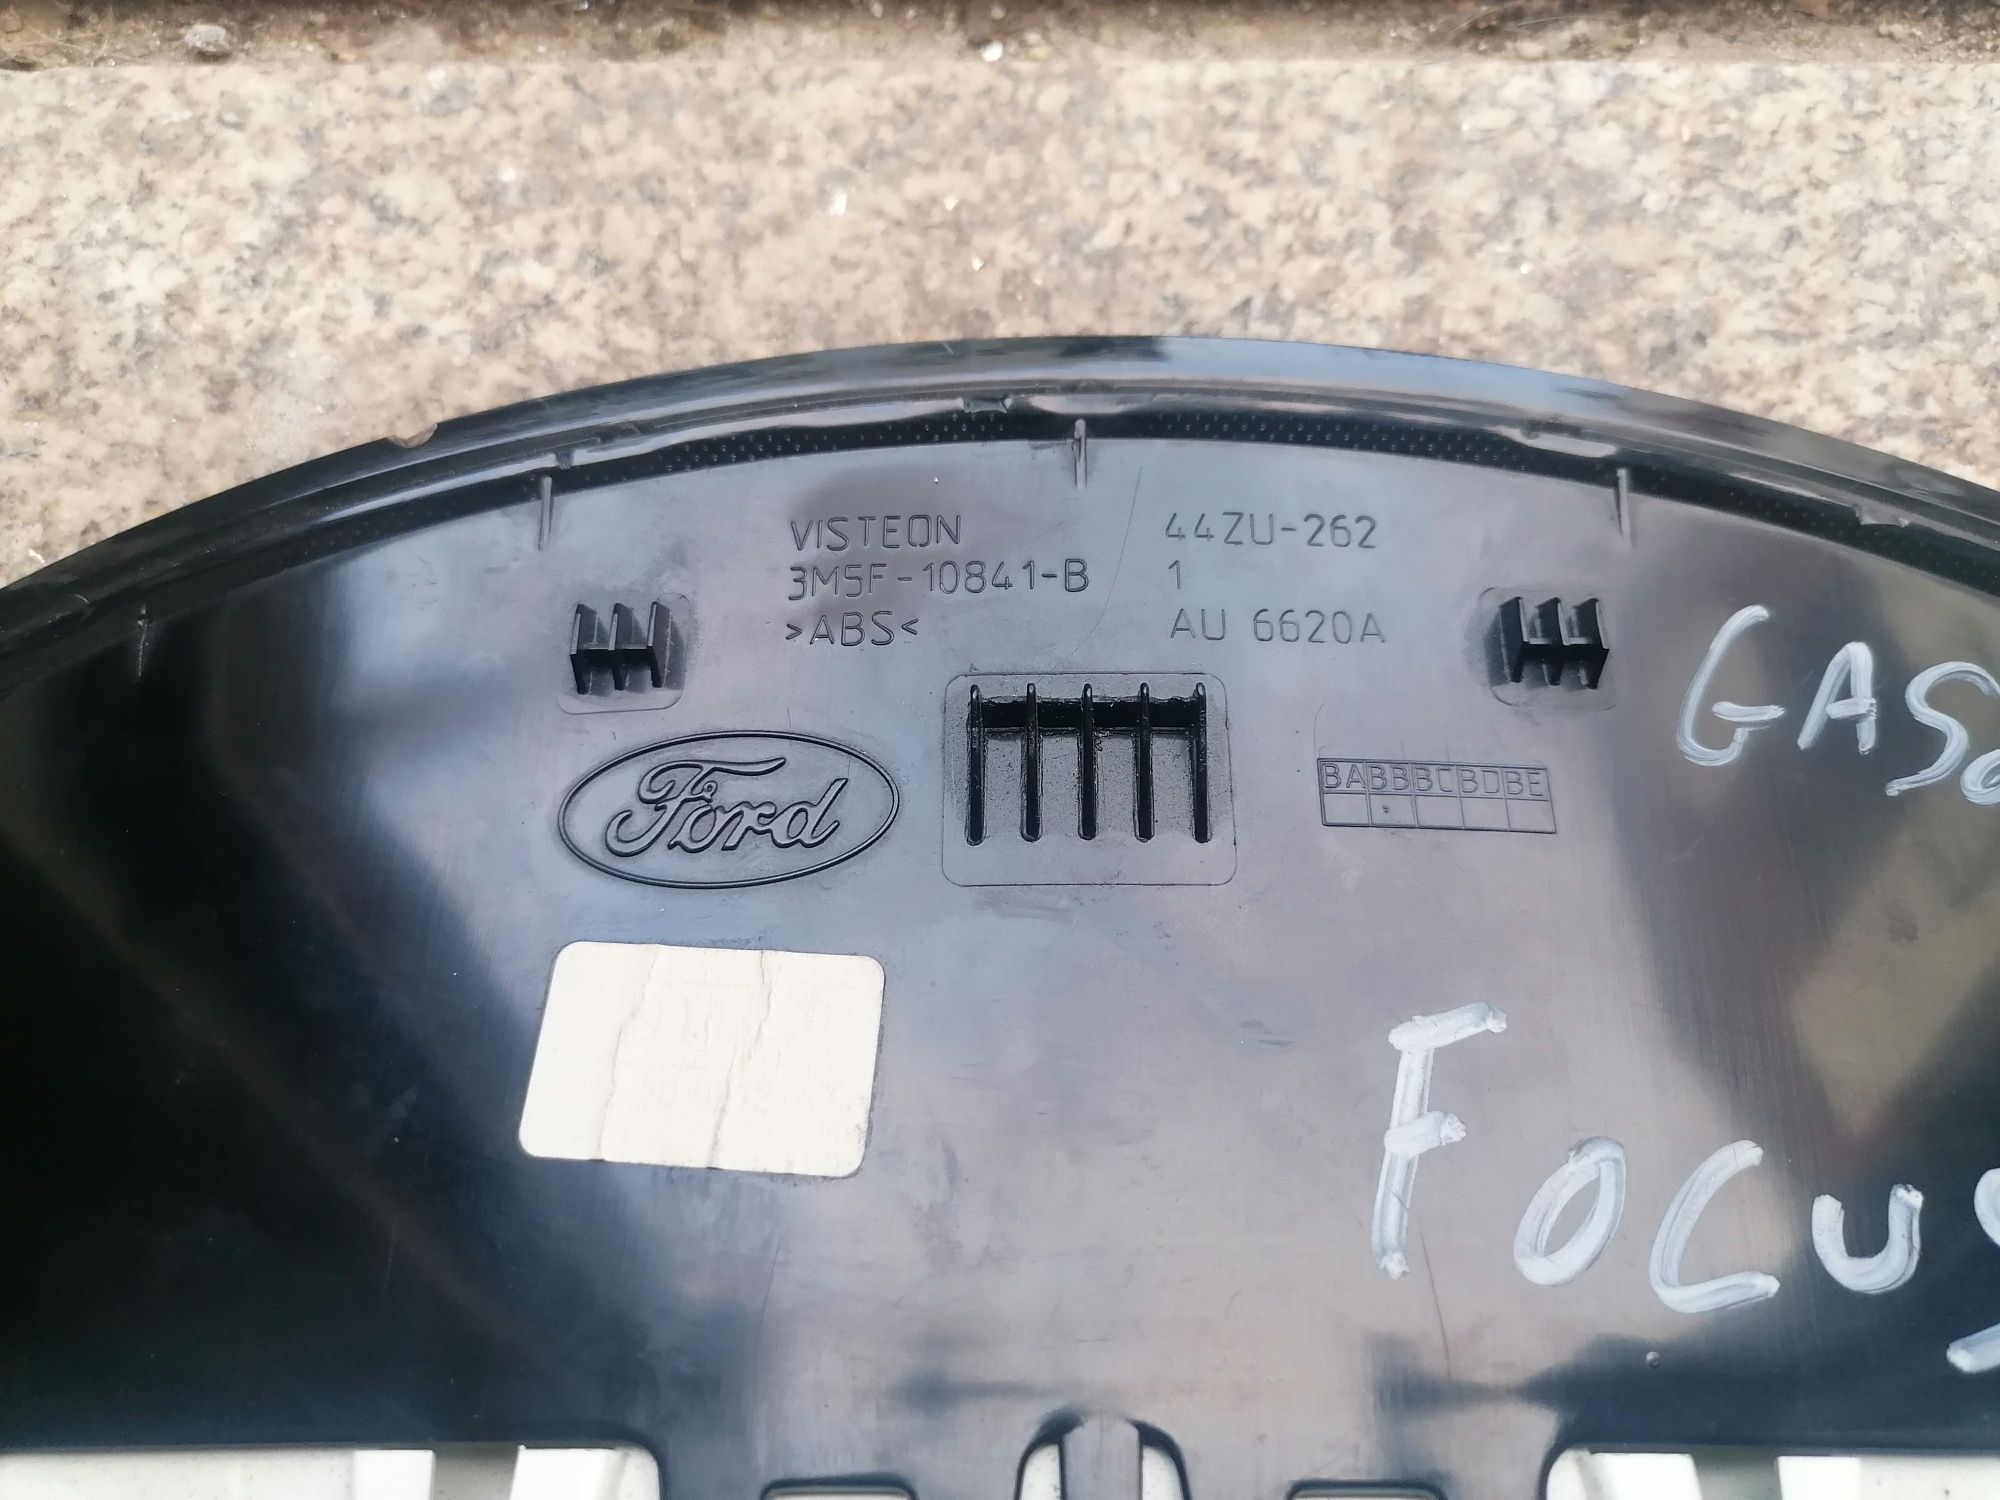 VISTEON 44ZU-262
3M5F-10841-B 1
>ABS< AU 6620A
Ford
BA BB BC BD BE
FOCUS